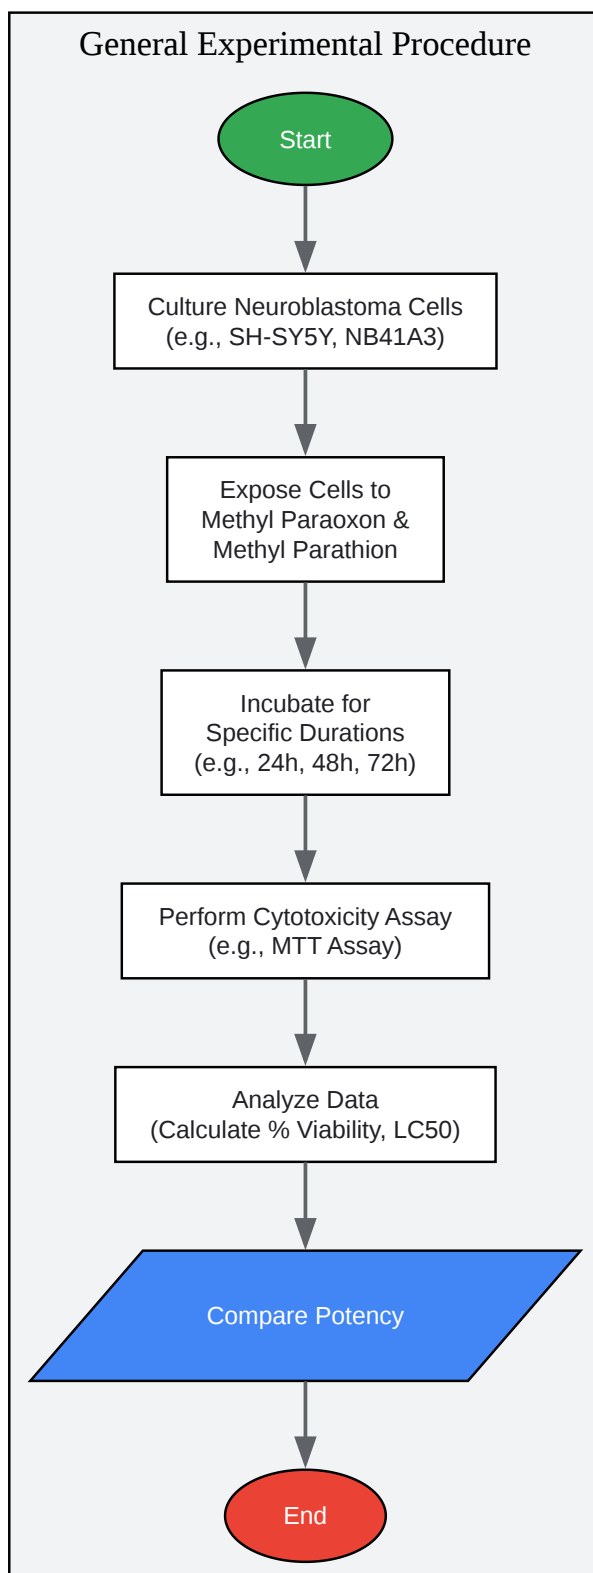 General Experimental Procedure
Start
Culture Neuroblastoma Cells
(e.g., SH-SY5Y, NB41A3)
Expose Cells to
Methyl Paraoxon &
Methyl Parathion
Incubate for
Specific Durations
(e.g., 24h, 48h, 72h)
Perform Cytotoxicity Assay
(e.g., MTT Assay)
Analyze Data
(Calculate % Viability, LC50)
Compare Potency
End